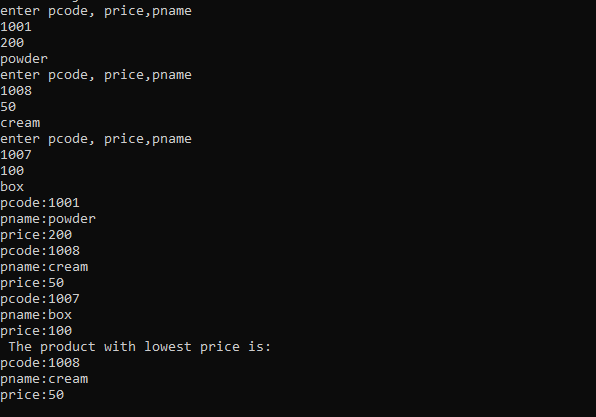 enter pcode, price,pname
1001
200
powder
enter pcode, price,pname
1008
50
cream
enter pcode, price,pname
1007
100
box
pcode:1001
pname:powder
price:200
pcode:1008
pname:cream
price:50
pcode:1007
pname:box
price:100
 The product with lowest price is:
pcode:1008
pname:cream
price:50